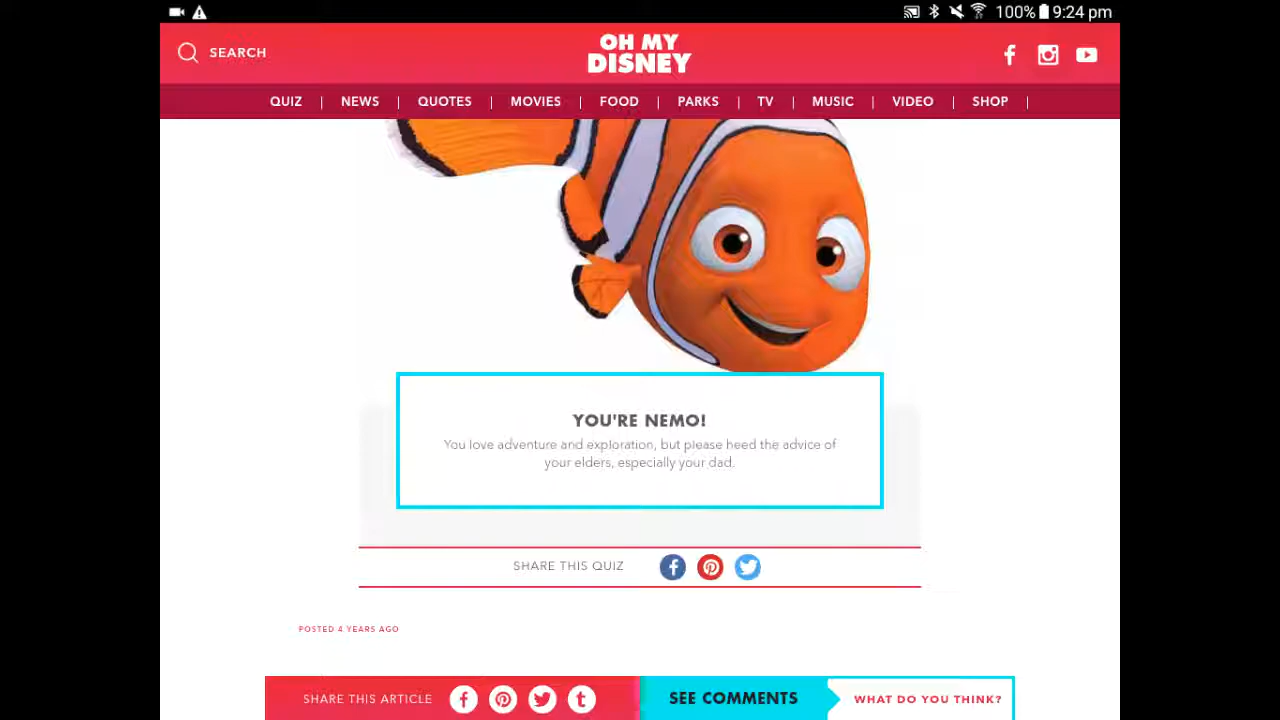 100% 9:24 pm
SEARCH
OH MY
DISNEY
QUIZ | NEWS | QUOTES | MOVIES | FOOD | PARKS | TV | MUSIC | VIDEO | SHOP |
YOU'RE NEMO!
You love adventure and exploration, but please heed the advice of
your elders, especially your dad.
SHARE THIS QUIZ
POSTED 4 YEARS AGO
SHARE THIS ARTICLE
SEE COMMENTS
WHAT DO YOU THINK?